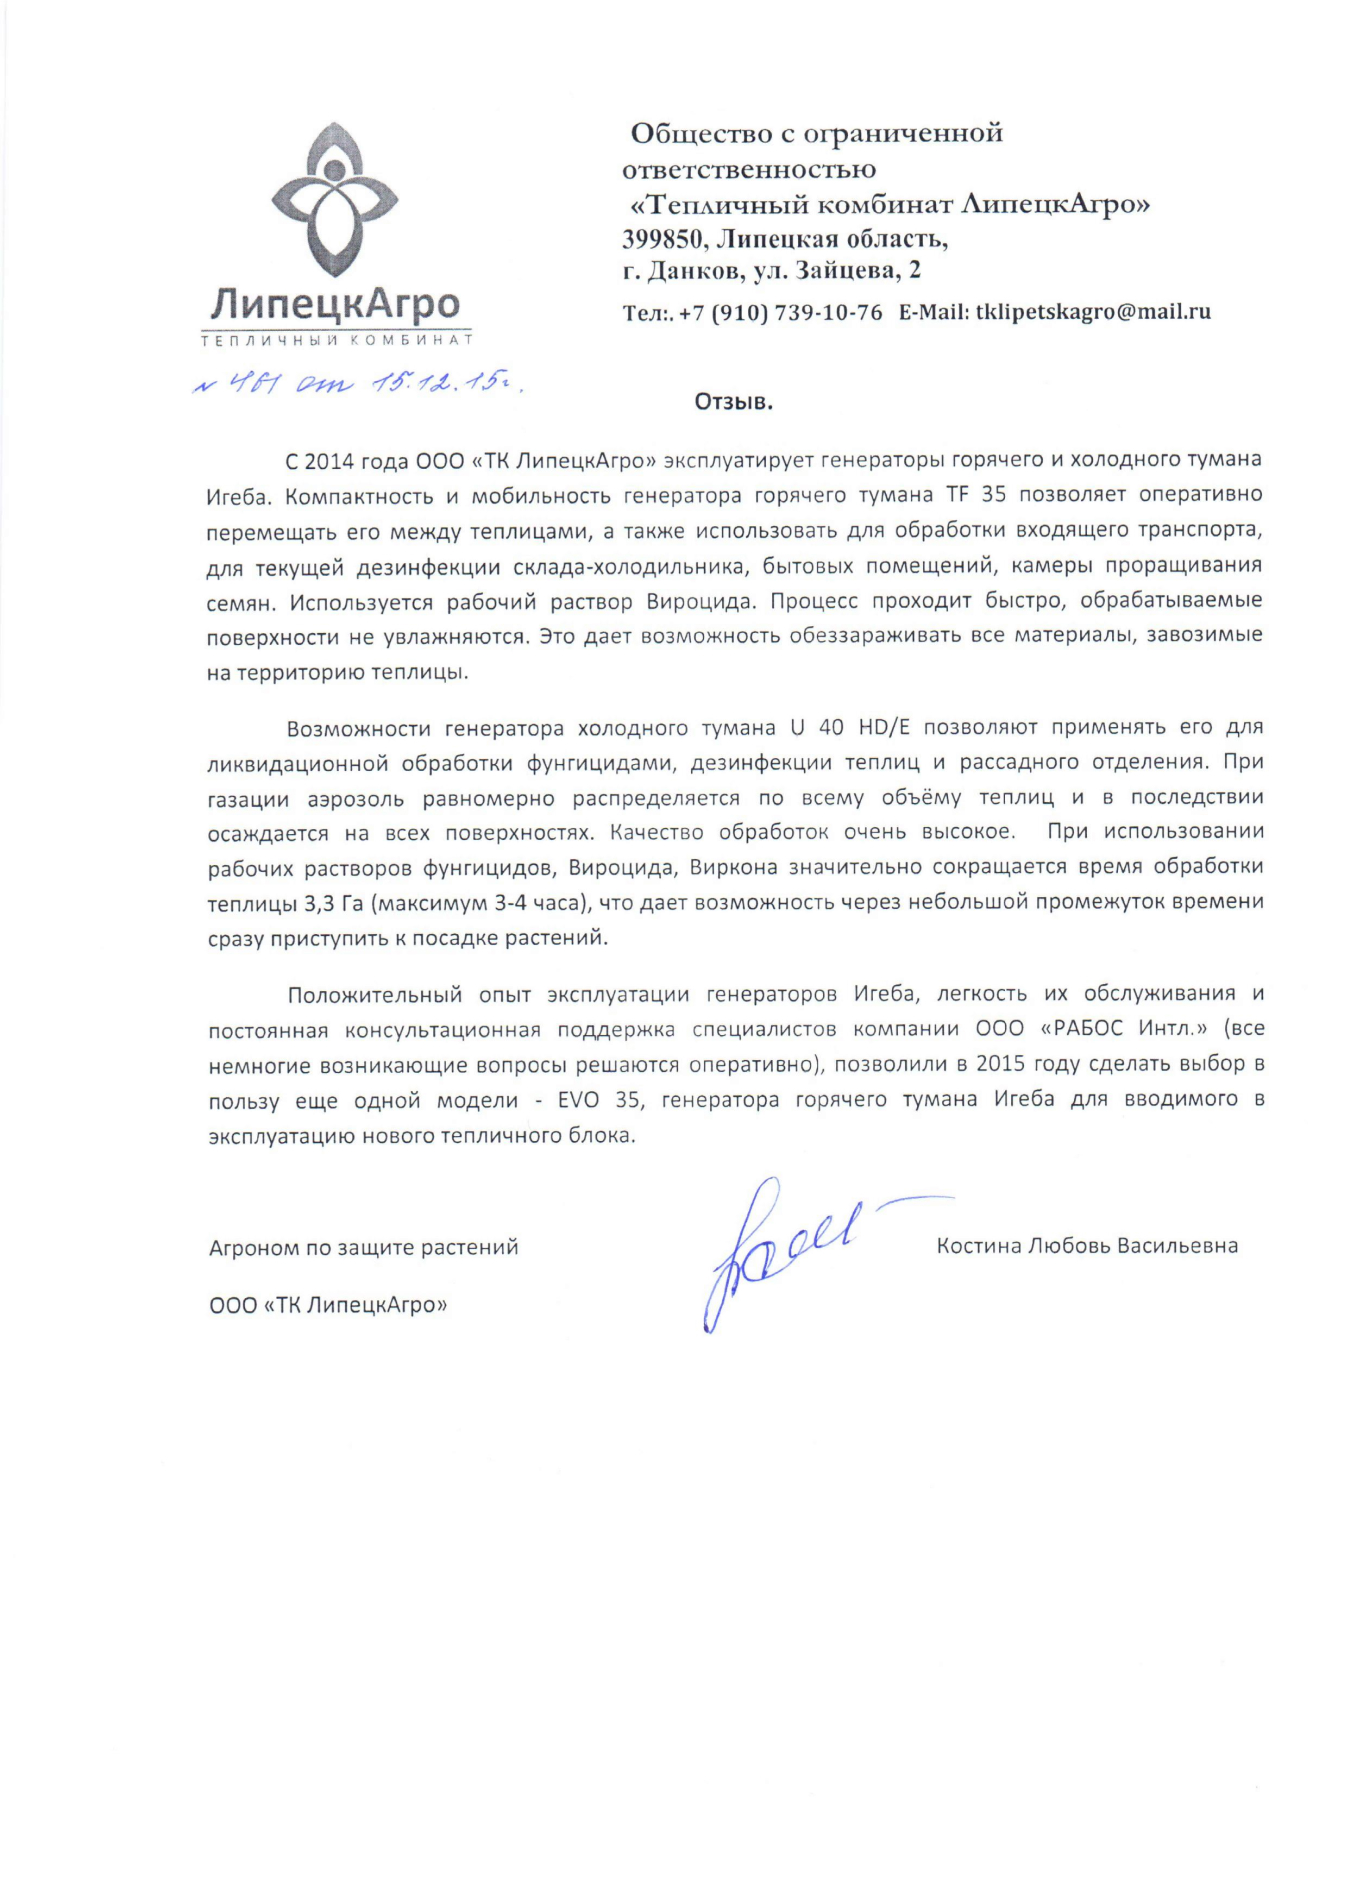 Общество с ограниченной
ответственностью
«Тепличный комбинат ЛипецкАгро»
399850, Липецкая область,
г. Данков, ул. Зайцева, 2
Тел:. +7 (910) 739-10-76 E-Mail: tklipetskagro@mail.ru
ЛипецкАгро
ТЕПЛИЧНЫЙ КОМБИНАТ
№ 461 от 15.12.15г.
Отзыв.
С 2014 года ООО «ТК ЛипецкАгро» эксплуатирует генераторы горячего и холодного тумана
Игеба. Компактность и мобильность генератора горячего тумана TF 35 позволяет оперативно
перемещать его между теплицами, а также использовать для обработки входящего транспорта,
для текущей дезинфекции склада-холодильника, бытовых помещений, камеры проращивания
семян. Используется рабочий раствор Вироцида. Процесс проходит быстро, обрабатываемые
поверхности не увлажняются. Это дает возможность обеззараживать все материалы, завозимые
на территорию теплицы.
Возможности генератора холодного тумана U 40 HD/E позволяют применять его для
ликвидационной обработки фунгицидами, дезинфекции теплиц и рассадного отделения. При
газации аэрозоль равномерно распределяется по всему объёму теплиц и в последствии
осаждается на всех поверхностях. Качество обработок очень высокое. При использовании
рабочих растворов фунгицидов, Вироцида, Виркона значительно сокращается время обработки
теплицы 3,3 Га (максимум 3-4 часа), что дает возможность через небольшой промежуток времени
сразу приступить к посадке растений.
Положительный опыт эксплуатации генераторов Игеба, легкость их обслуживания и
постоянная консультационная поддержка специалистов компании ООО «РАБОС Интл.» (все
немногие возникающие вопросы решаются оперативно), позволили в 2015 году сделать выбор в
пользу еще одной модели - EVO 35, генератора горячего тумана Игеба для вводимого в
эксплуатацию нового тепличного блока.
Агроном по защите растений
Костина Любовь Васильевна
ООО «ТК ЛипецкАгро»